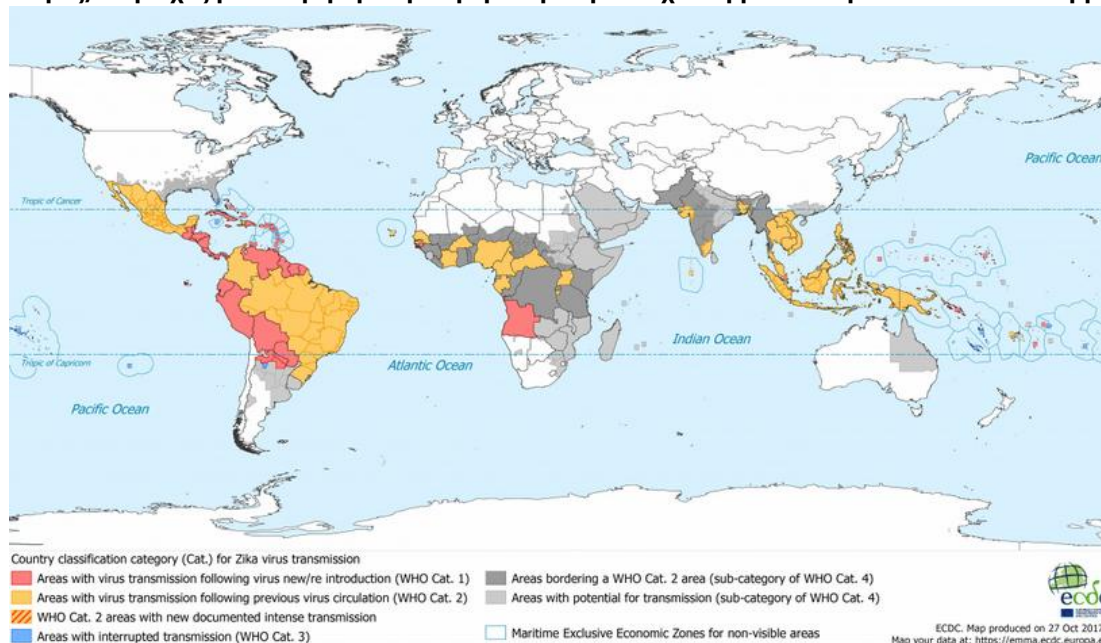 Pacific Ocean
Tropic of Cancer
Indian Ocean
Tropic of Capricorn
Atlantic Ocean
Pacific Ocean
Country classification category (Cat.) for Zika virus transmission
Areas with virus transmission following virus new/re introduction (WHO Cat. 1)
Areas with virus transmission following previous virus circulation (WHO Cat. 2)
WHO Cat. 2 areas with new documented intense transmission
Areas with interrupted transmission (WHO Cat. 3)
Areas bordering a WHO Cat. 2 area (sub-category of WHO Cat. 4)
Areas with potential for transmission (sub-category of WHO Cat. 4)
Maritime Exclusive Economic Zones for non-visible areas
ecdc
ECDC. Map produced on 27 Oct 2017
Map your data at: https://emma.ecdc.europa.